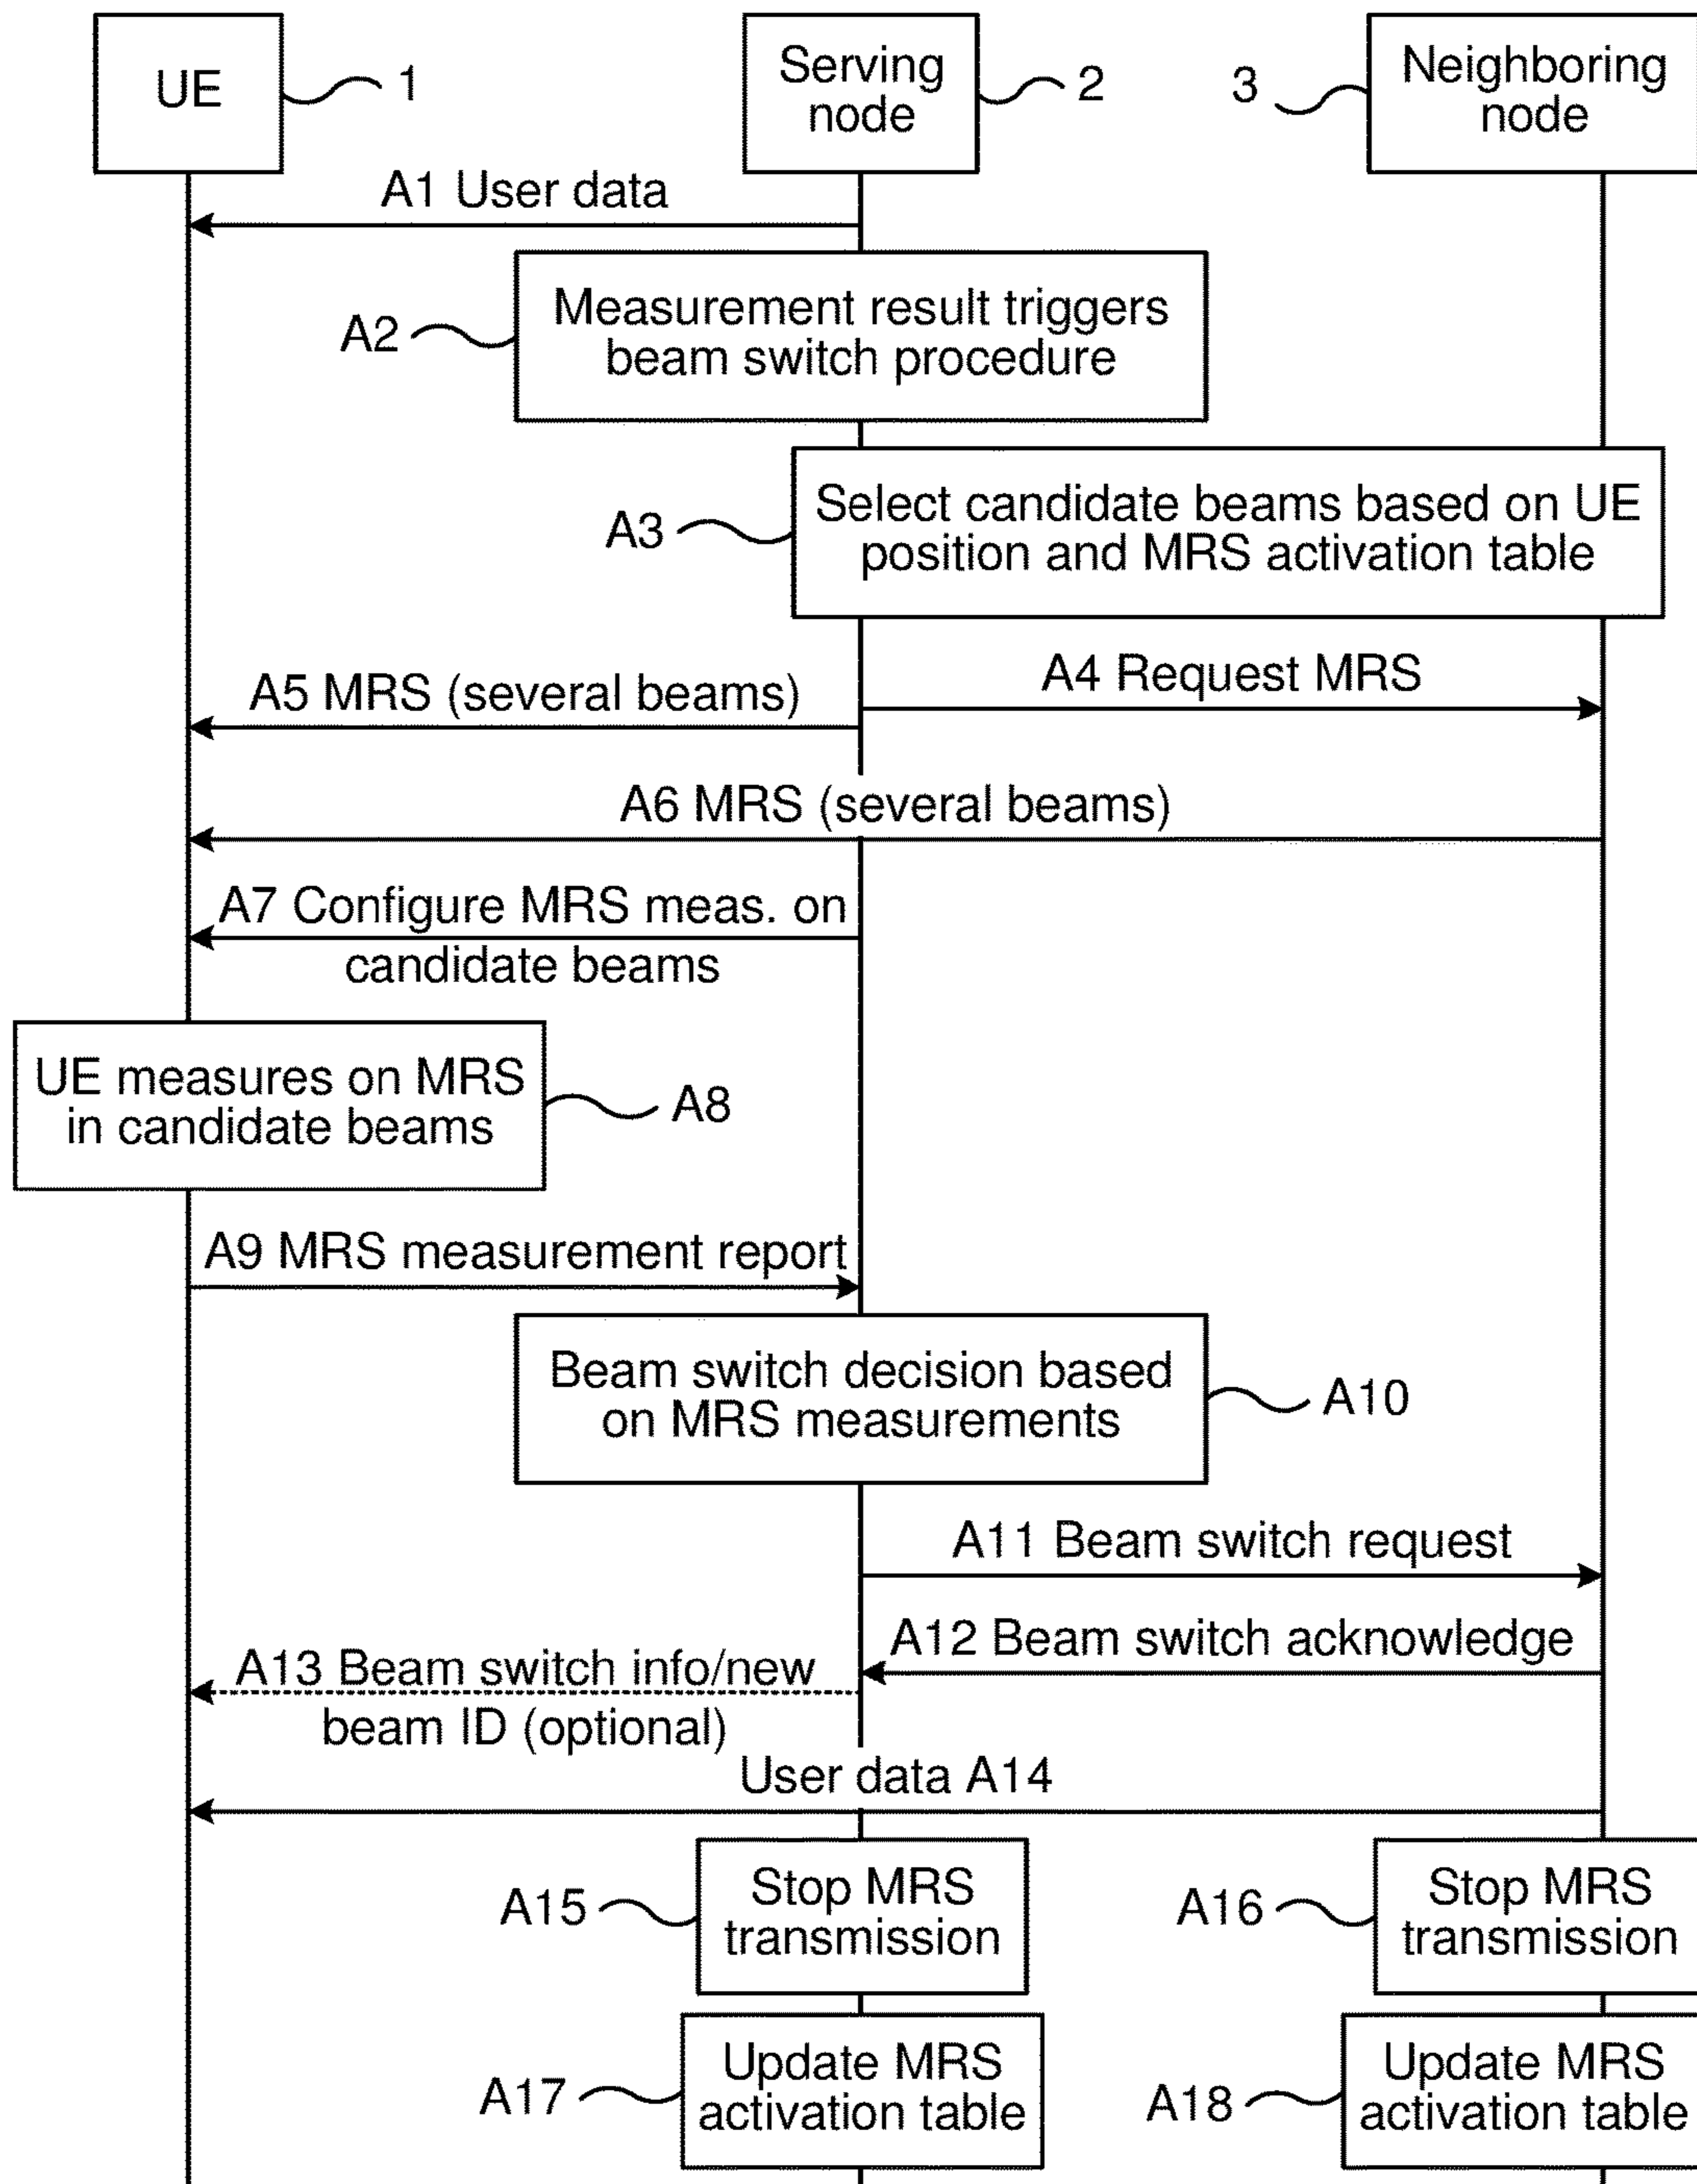 UE
1
Serving
node
2
3
Neighboring
node
A1 User data
A2
Measurement result triggers
beam switch procedure
A3
Select candidate beams based on UE
position and MRS activation table
A4 Request MRS
A5 MRS (several beams)
A6 MRS (several beams)
A7 Configure MRS meas. on
candidate beams
UE measures on MRS
in candidate beams
A8
A9 MRS measurement report
Beam switch decision based
on MRS measurements
A10
A11 Beam switch request
A12 Beam switch acknowledge
A13 Beam switch info/new
beam ID (optional)
User data A14
A15
Stop MRS
transmission
A16
Stop MRS
transmission
A17
Update MRS
activation table
A18
Update MRS
activation table